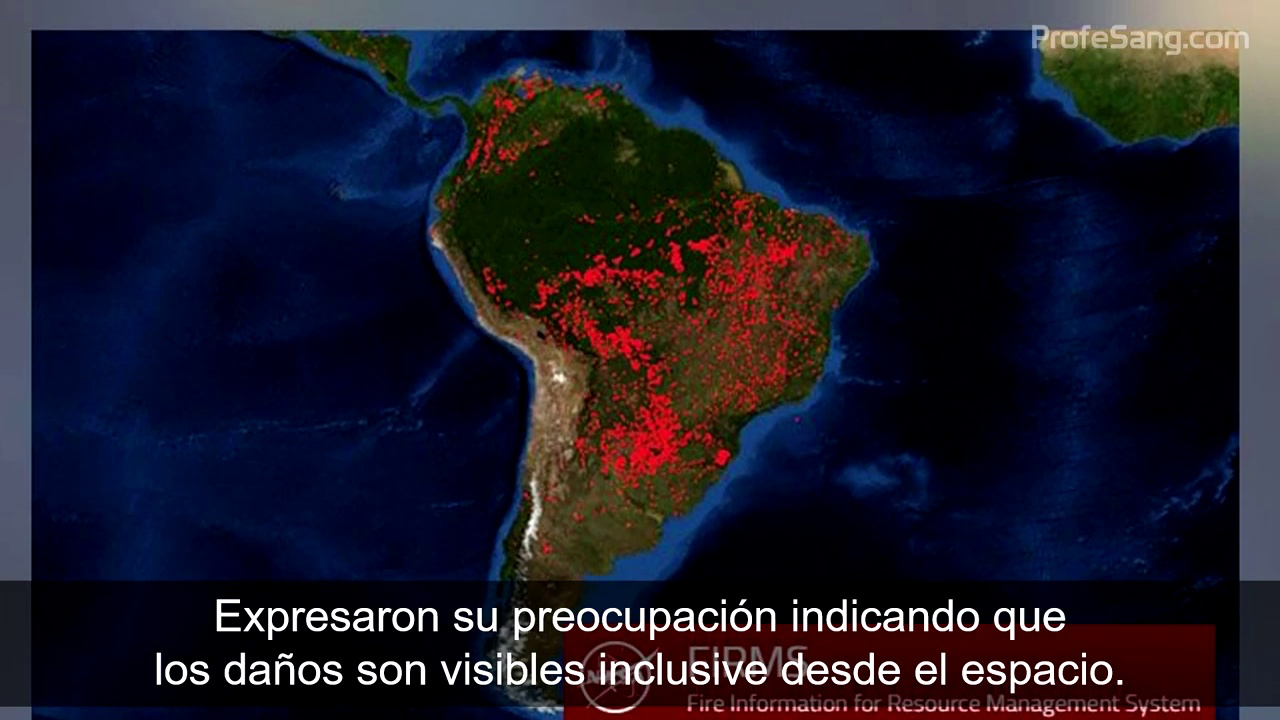 ProfeSang.com
Expresaron su preocupación indicando que
los daños son visibles inclusive desde el espacio.
FIRMS
Fire Information for Resource Management System